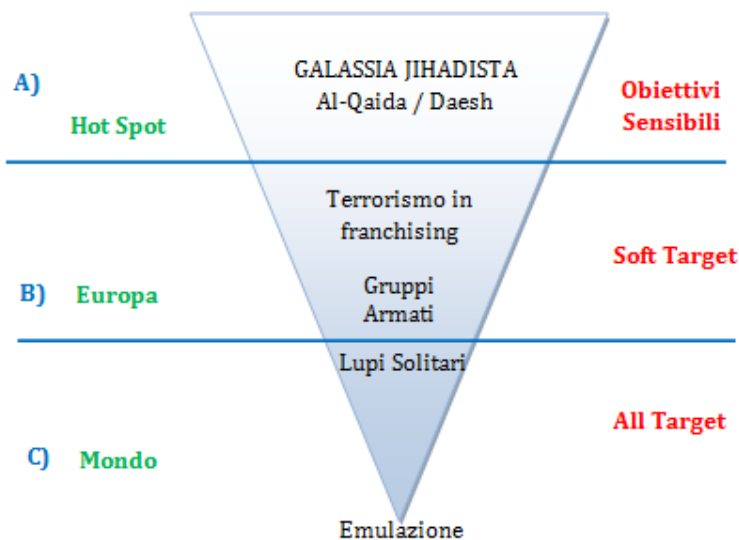 A)
Hot Spot
GALASSIA JIHADISTA
Al-Qaida / Daesh
Obiettivi
Sensibili
B)
Europa
Terrorismo in
franchising
Gruppi
Armati
Soft Target
C)
Mondo
Lupi Solitari
All Target
Emulazione